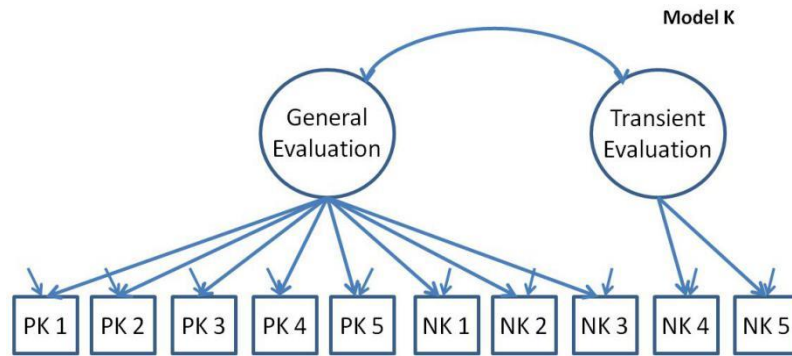 Model K
General
Evaluation
Transient
Evaluation
PK 1 PK 2 PK 3 PK 4 PK 5 NK 1 NK 2 NK 3 NK 4 NK 5